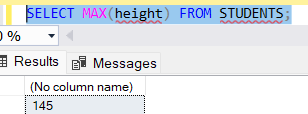 SELECT MAX(height) FROM STUDENTS;
0 %
Results Messages
(No column name)
145